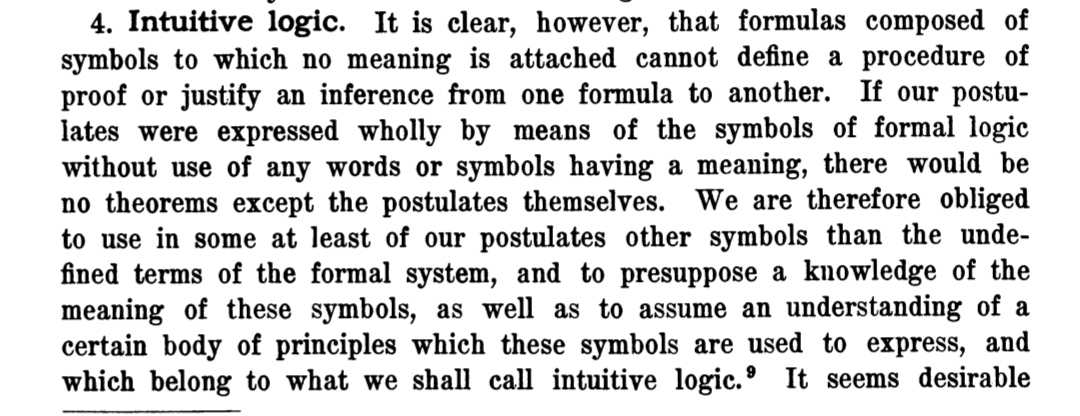 4. Intuitive logic. It is clear, however, that formulas composed of
symbols to which no meaning is attached cannot define a procedure of
proof or justify an inference from one formula to another. If our postu-
lates were expressed wholly by means of the symbols of formal logic
without use of any words or symbols having a meaning, there would be
no theorems except the postulates themselves. We are therefore obliged
to use in some at least of our postulates other symbols than the unde-
fined terms of the formal system, and to presuppose a knowledge of the
meaning of these symbols, as well as to assume an understanding of a
certain body of principles which these symbols are used to express, and
which belong to what we shall call intuitive logic.⁹ It seems desirable